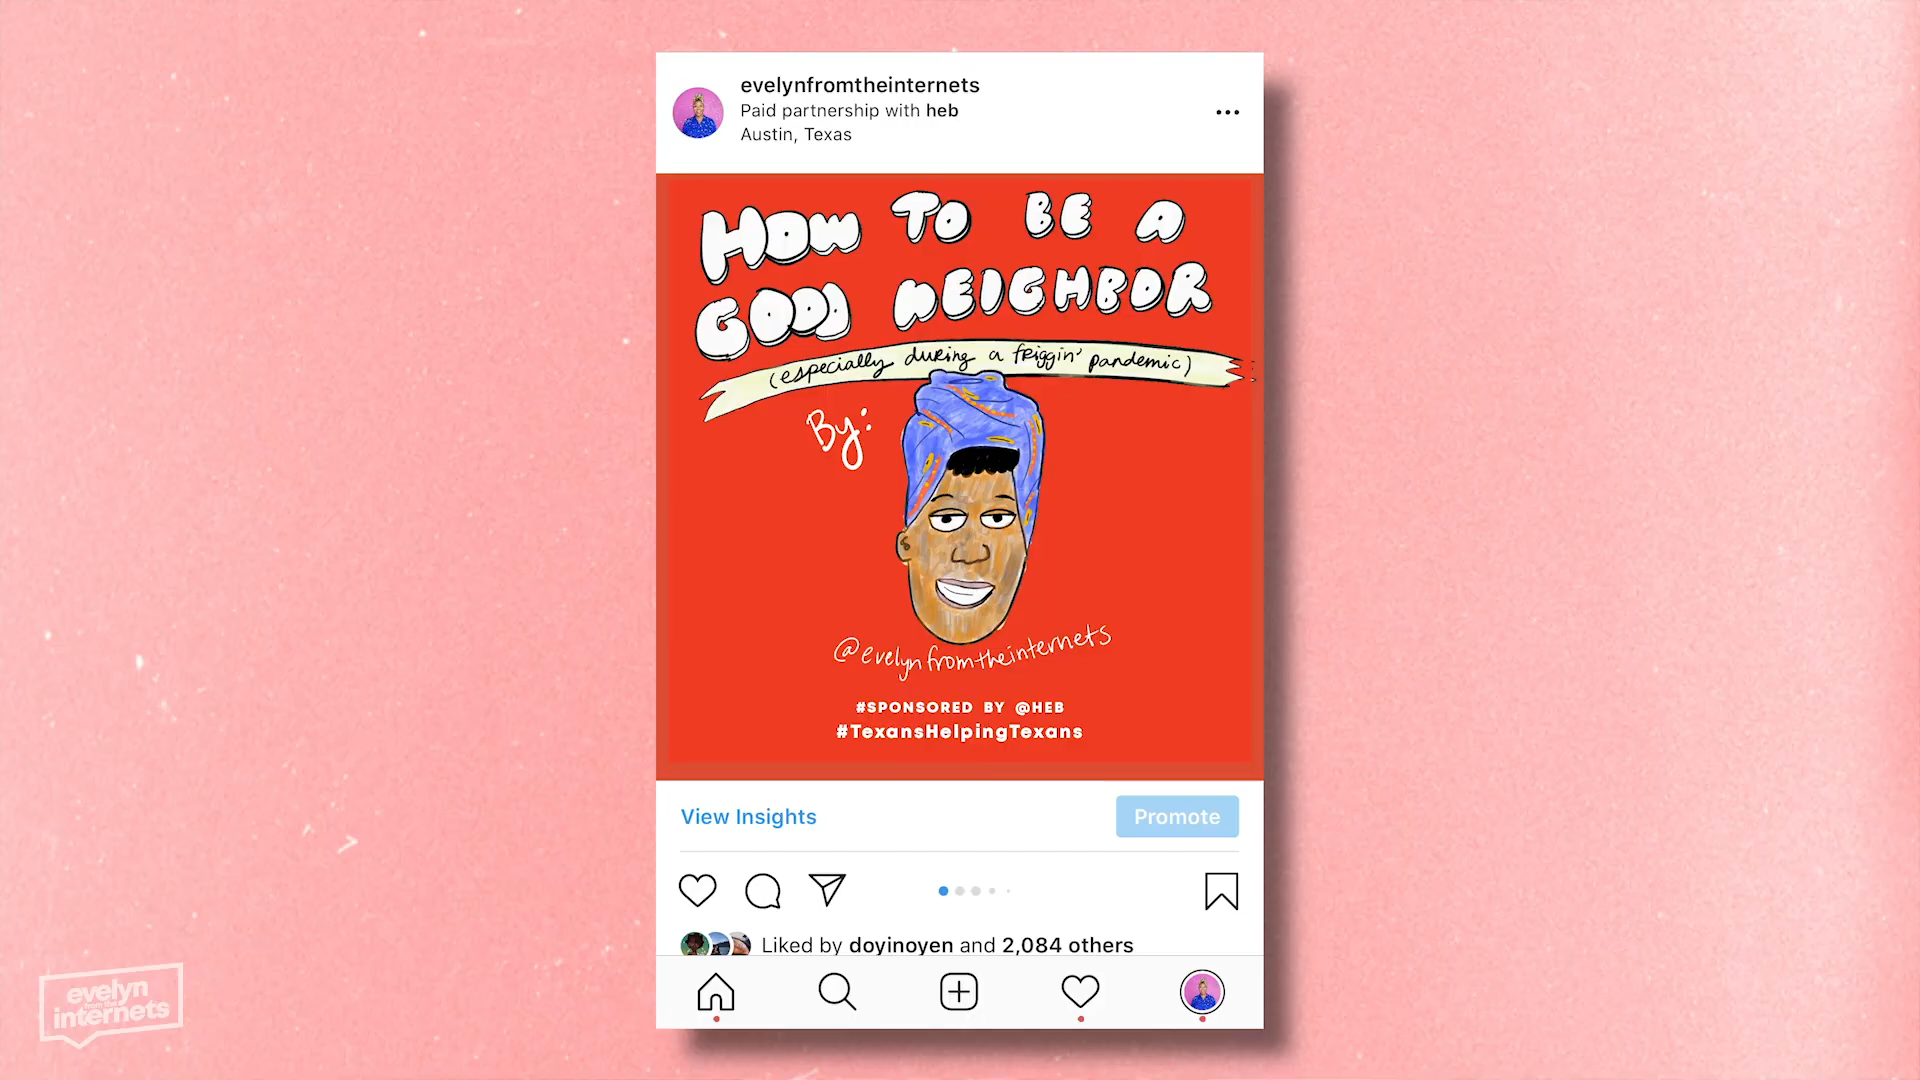 evelynfromtheinternets
Paid partnership with heb
Austin, Texas
HOW TO BE A
GOOD NEIGHBOR
(especially during a friggin' pandemic)
By:
@evelynfromtheinternets
#SPONSORED BY @HEB
#TexansHelpingTexans
View Insights
Promote
Liked by doyinoyen and 2,084 others
evelyn
from the
internets